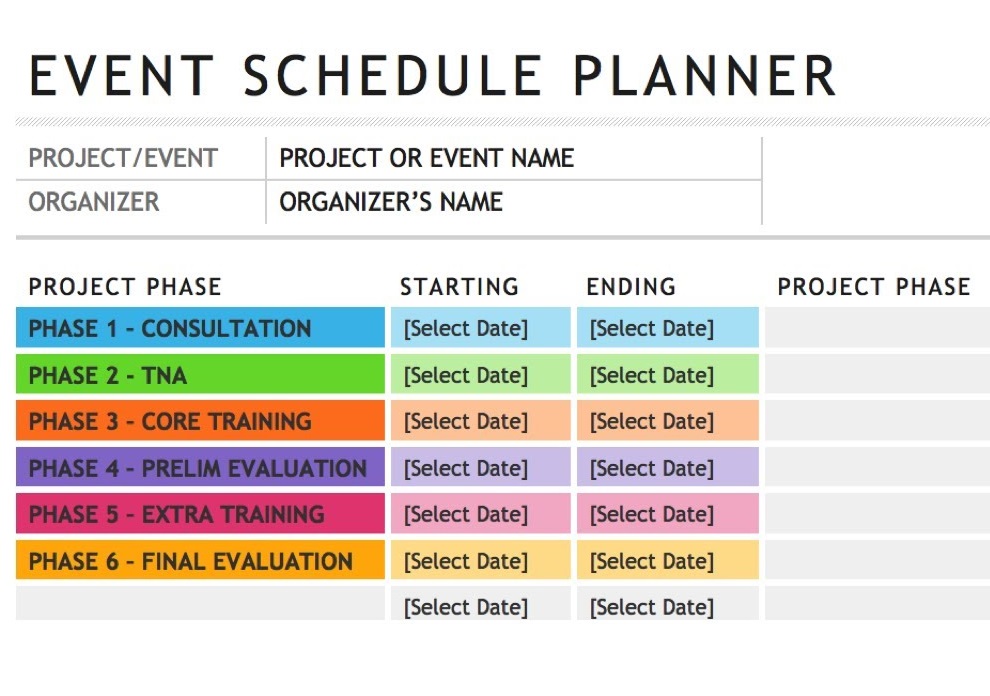 EVENT SCHEDULE PLANNER
PROJECT/EVENT PROJECT OR EVENT NAME
ORGANIZER ORGANIZER’S NAME
PROJECT PHASE STARTING ENDING PROJECT PHASE
PHASE 1 - CONSULTATION [Select Date] [Select Date]
PHASE 2 - TNA [Select Date] [Select Date]
PHASE 3 - CORE TRAINING [Select Date] [Select Date]
PHASE 4 - PRELIM EVALUATION [Select Date] [Select Date]
PHASE 5 - EXTRA TRAINING [Select Date] [Select Date]
PHASE 6 - FINAL EVALUATION [Select Date] [Select Date]
[Select Date] [Select Date]